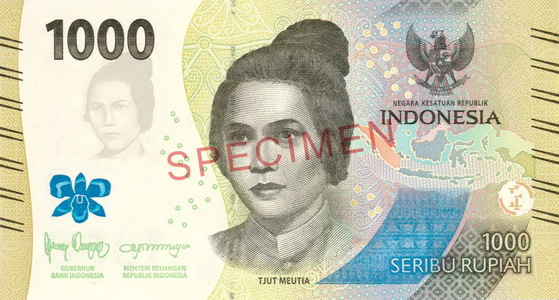 1000
NEGARA KESATUAN REPUBLIK
INDONESIA
SPECIMEN
GUBERNUR
BANK INDONESIA
MENTERI KEUANGAN
REPUBLIK INDONESIA
TJUT MEUTIA
1000
SERIBU RUPIAH